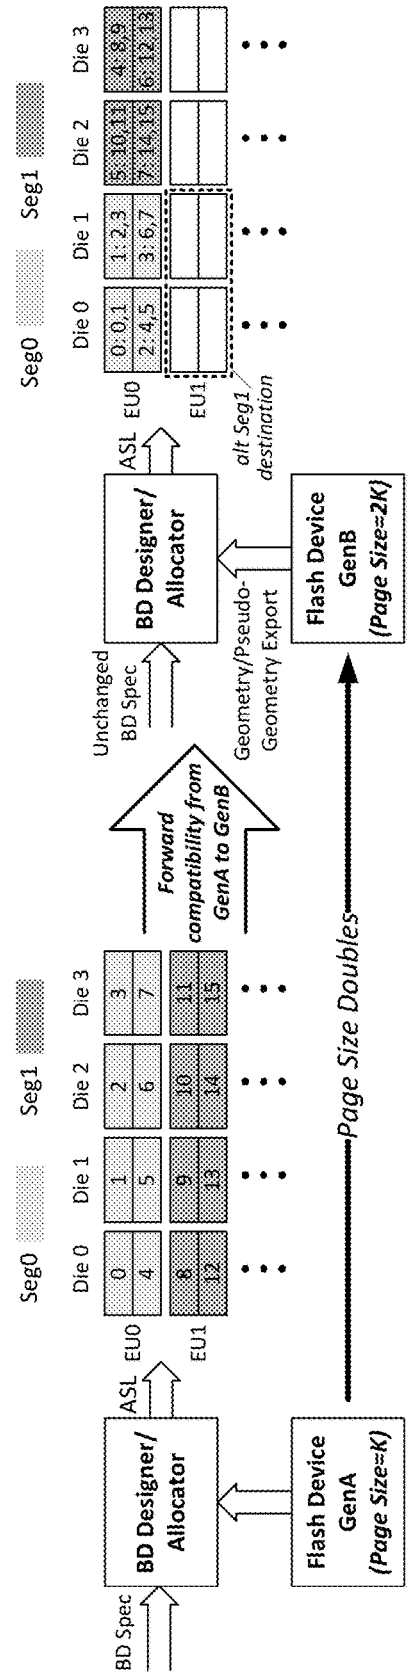 Seg0
Seg1
Die 0
Die 1
Die 2
Die 3
BD Spec
BD Designer/
Allocator
ASL
EU0
0
1
2
3
4
5
6
7
EU1
8
9
10
11
12
13
14
15
Flash Device
GenA
(Page Size=K)
Forward
compatibility from
GenA to GenB
Page Size Doubles
Seg0
Seg1
Die 0
Die 1
Die 2
Die 3
Unchanged
BD Spec
BD Designer/
Allocator
ASL
EU0
0: 0,1
1: 2,3
5: 10,11
4: 8,9
2: 4,5
3: 6,7
7: 14,15
6: 12,13
EU1
alt Seg1
destination
Geometry/Pseudo-
Geometry Export
Flash Device
GenB
(Page Size=2K)